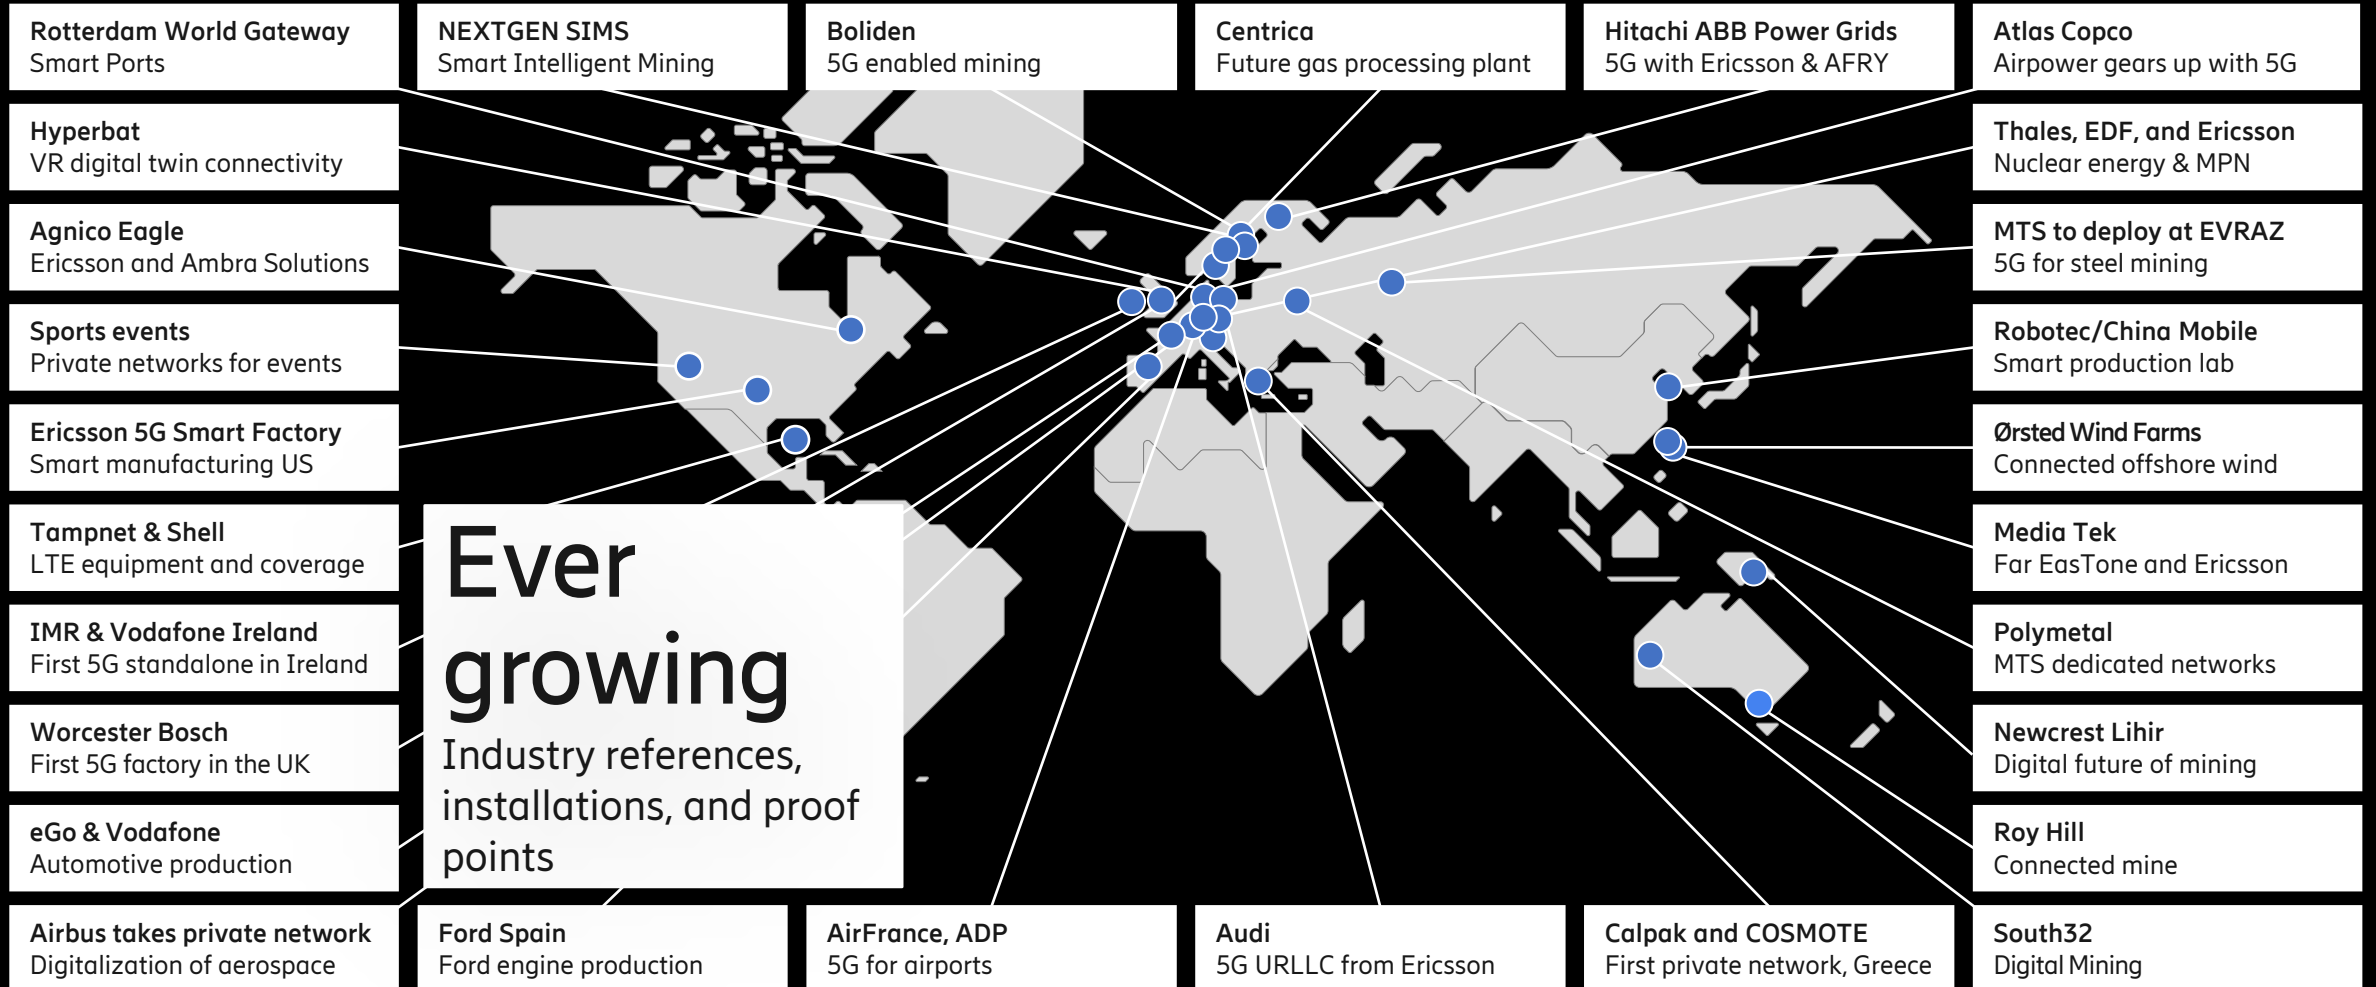 Rotterdam World Gateway
Smart Ports
NEXTGEN SIMS
Smart Intelligent Mining
Boliden
5G enabled mining
Centrica
Future gas processing plant
Hitachi ABB Power Grids
5G with Ericsson & AFRY
Atlas Copco
Airpower gears up with 5G
Hyperbat
VR digital twin connectivity
Agnico Eagle
Ericsson and Ambra Solutions
Sports events
Private networks for events
Ericsson 5G Smart Factory
Smart manufacturing US
Tampnet & Shell
LTE equipment and coverage
IMR & Vodafone Ireland
First 5G standalone in Ireland
Worcester Bosch
First 5G factory in the UK
eGo & Vodafone
Automotive production
Airbus takes private network
Digitalization of aerospace
Ever
growing
Industry references,
installations, and proof
points
Ford Spain
Ford engine production
AirFrance, ADP
5G for airports
Audi
5G URLLC from Ericsson
Calpak and COSMOTE
First private network, Greece
Thales, EDF, and Ericsson
Nuclear energy & MPN
MTS to deploy at EVRAZ
5G for steel mining
Robotec/China Mobile
Smart production lab
Ørsted Wind Farms
Connected offshore wind
Media Tek
Far EasTone and Ericsson
Polymetal
MTS dedicated networks
Newcrest Lihir
Digital future of mining
Roy Hill
Connected mine
South32
Digital Mining